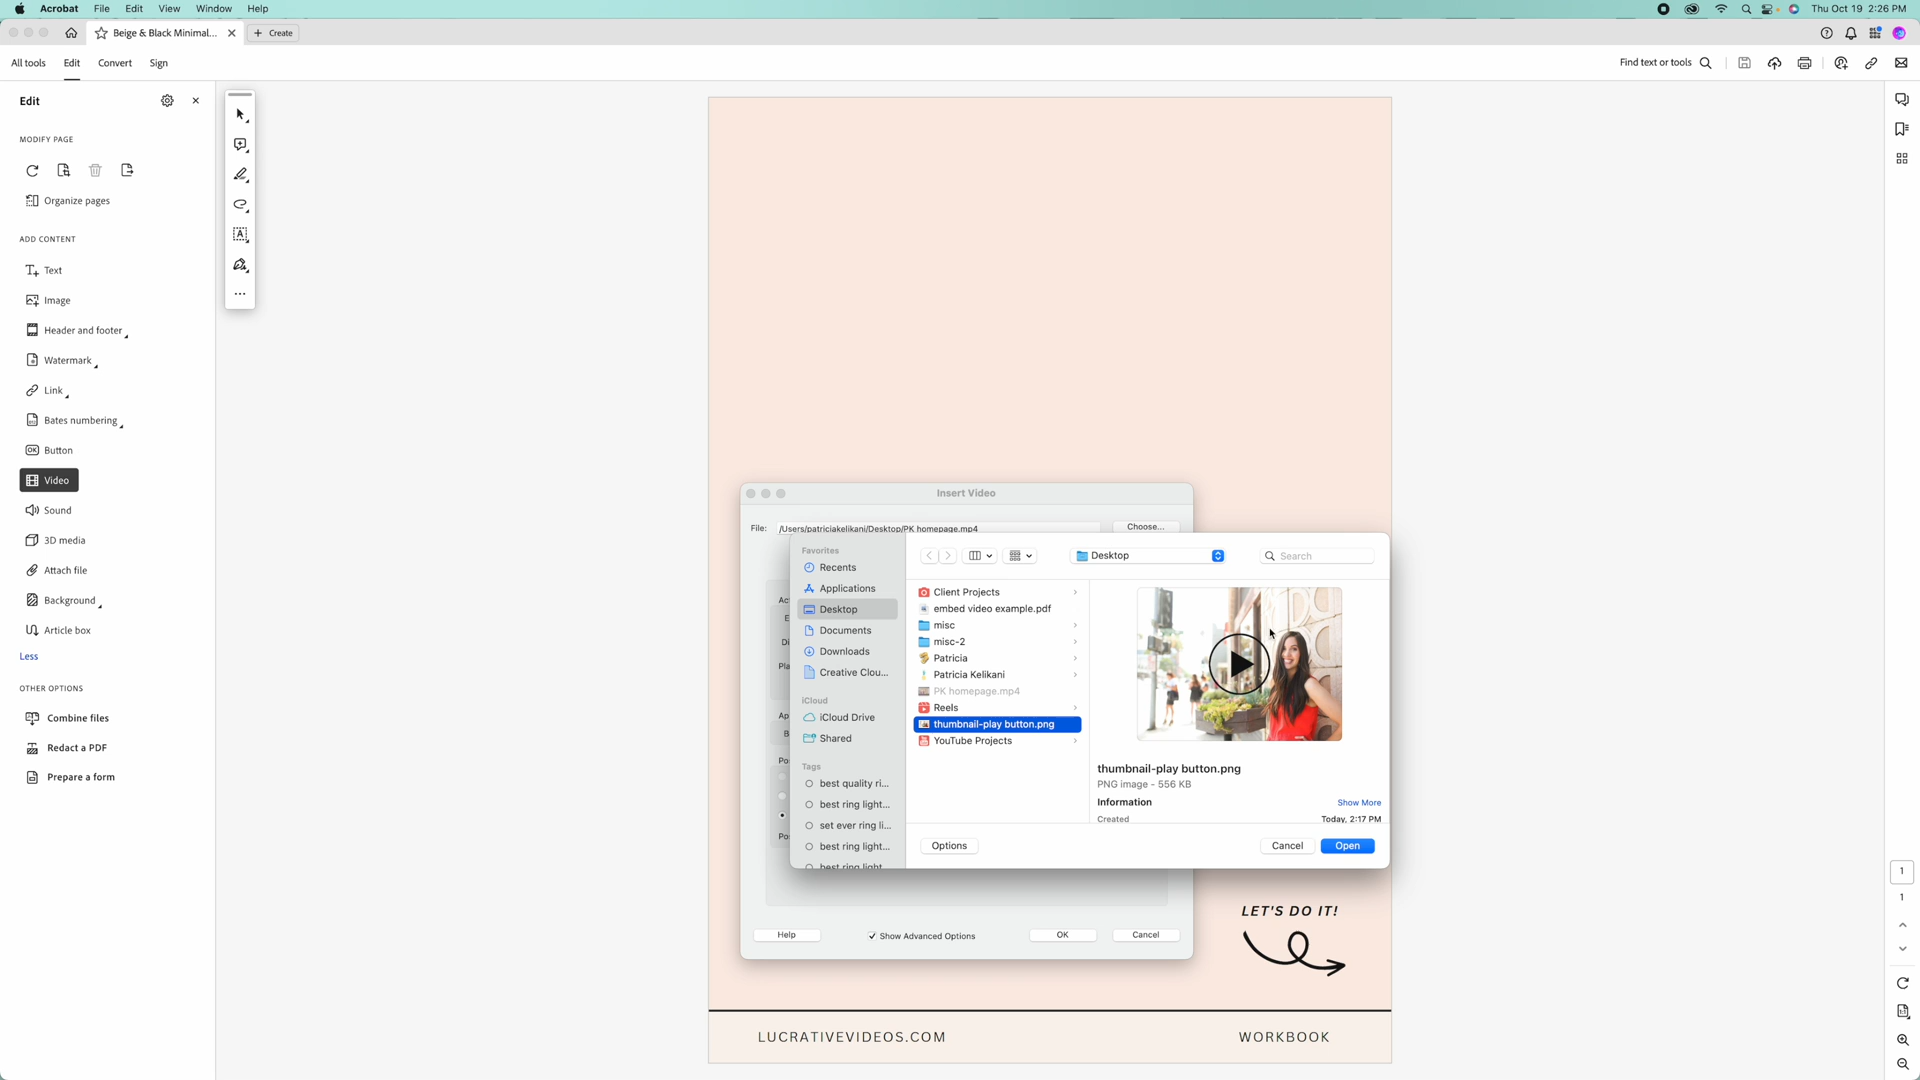 Acrobat File Edit View Window Help
Thu Oct 19 2:26 PM
Beige & Black Minimal...
Create
All tools Edit Convert Sign
Find text or tools
Edit
MODIFY PAGE
Organize pages
ADD CONTENT
Text
Image
Header and footer
Watermark
Link
Bates numbering
Button
Video
Sound
3D media
Attach file
Background
Article box
Less
OTHER OPTIONS
Combine files
Redact a PDF
Prepare a form
Insert Video
File: /Users/patriciakelikani/Desktop/PK homepage.mp4 Choose...
Favorites
Recents
Applications
Desktop
Documents
Downloads
Creative Clou...
iCloud
iCloud Drive
Shared
Tags
best quality ri...
best ring light...
set ever ring li...
best ring light...
best ring light
Desktop
Search
Client Projects
embed video example.pdf
misc
misc-2
Patricia
Patricia Kelikani
PK homepage.mp4
Reels
thumbnail-play button.png
YouTube Projects
thumbnail-play button.png
PNG image - 556 KB
Information Show More
Created Today, 2:17 PM
Options Cancel Open
Help Show Advanced Options OK Cancel
LET'S DO IT!
LUCRATIVEVIDEOS.COM WORKBOOK
1
1